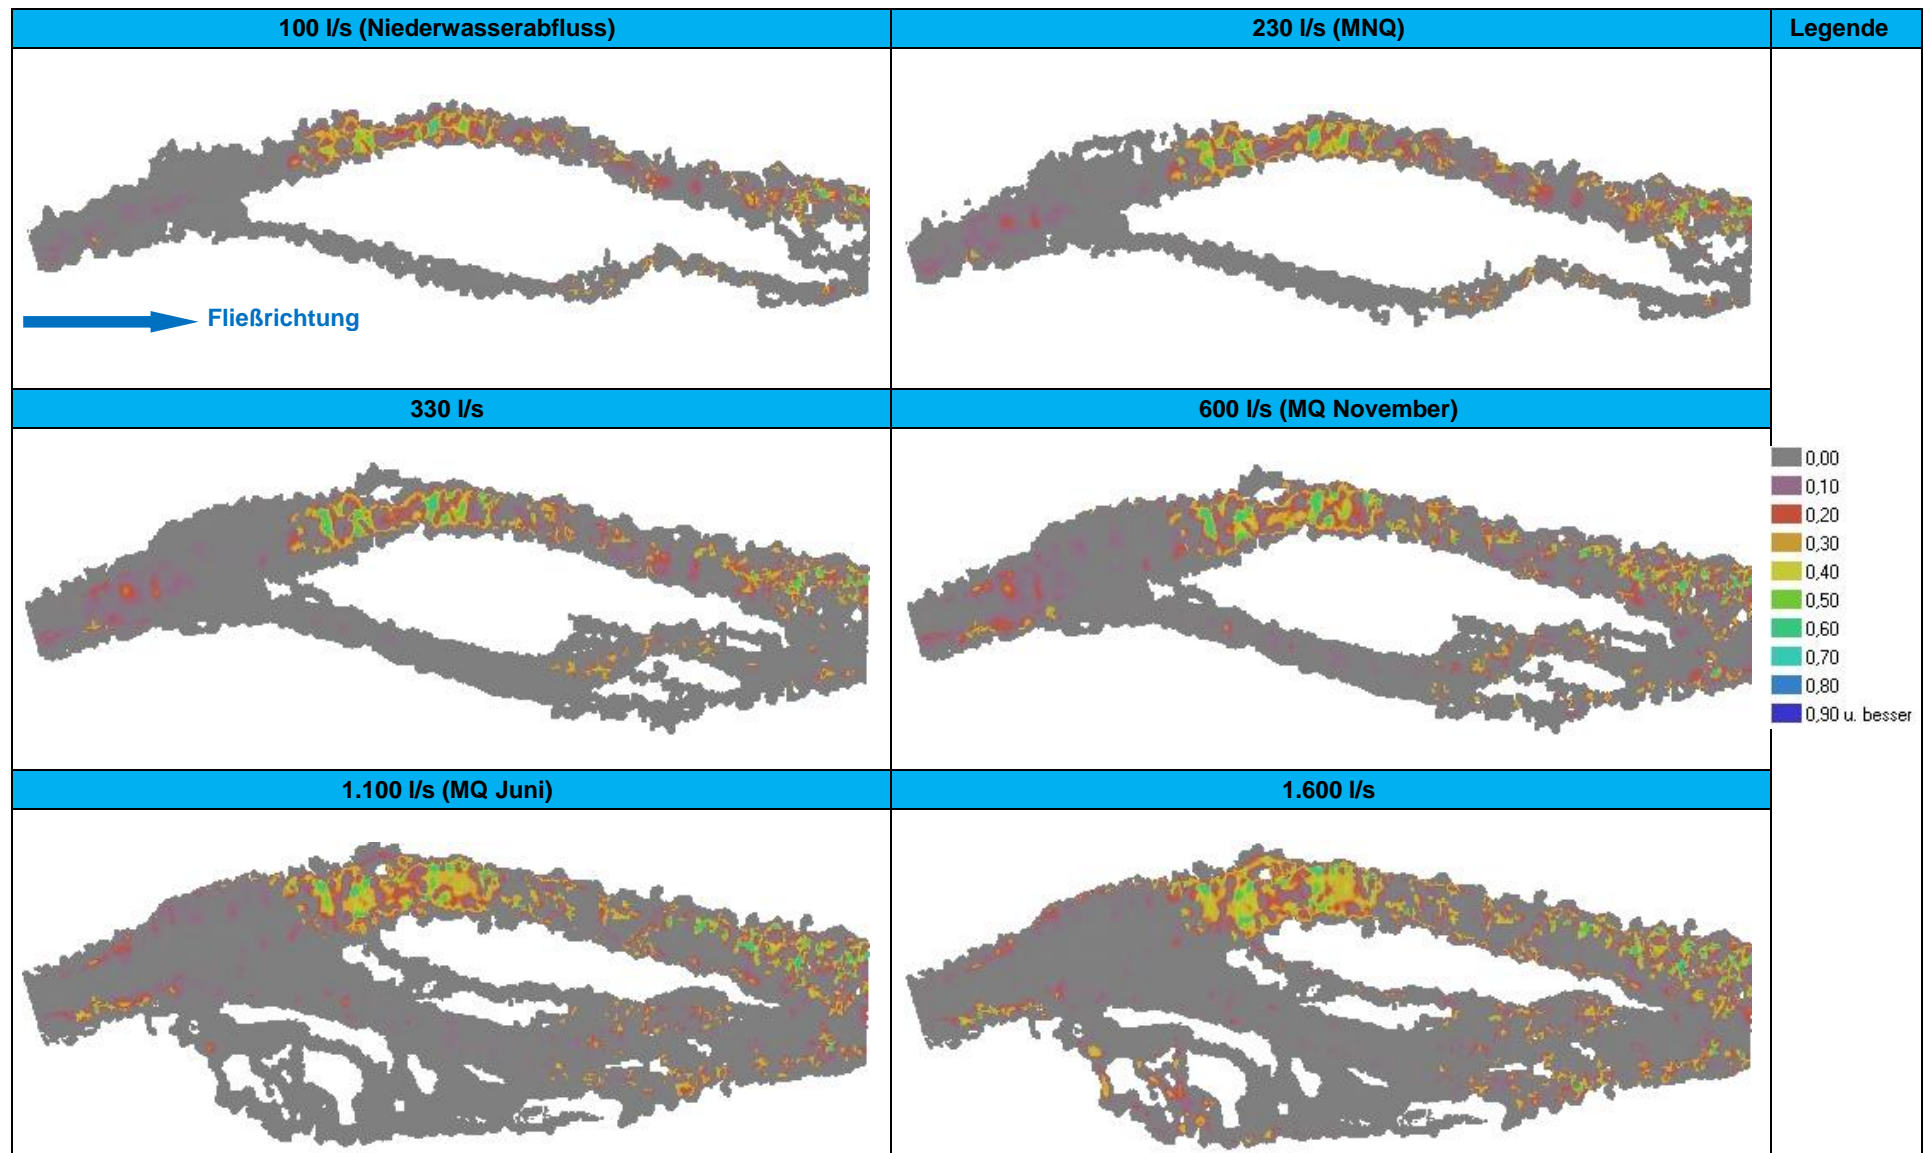 100 l/s (Niederwasserabfluss)
230 l/s (MNQ)
Legende
Fließrichtung
330 l/s
600 l/s (MQ November)
0,00
0,10
0,20
0,30
0,40
0,50
0,60
0,70
0,80
0,90 u. besser
1.100 l/s (MQ Juni)
1.600 l/s